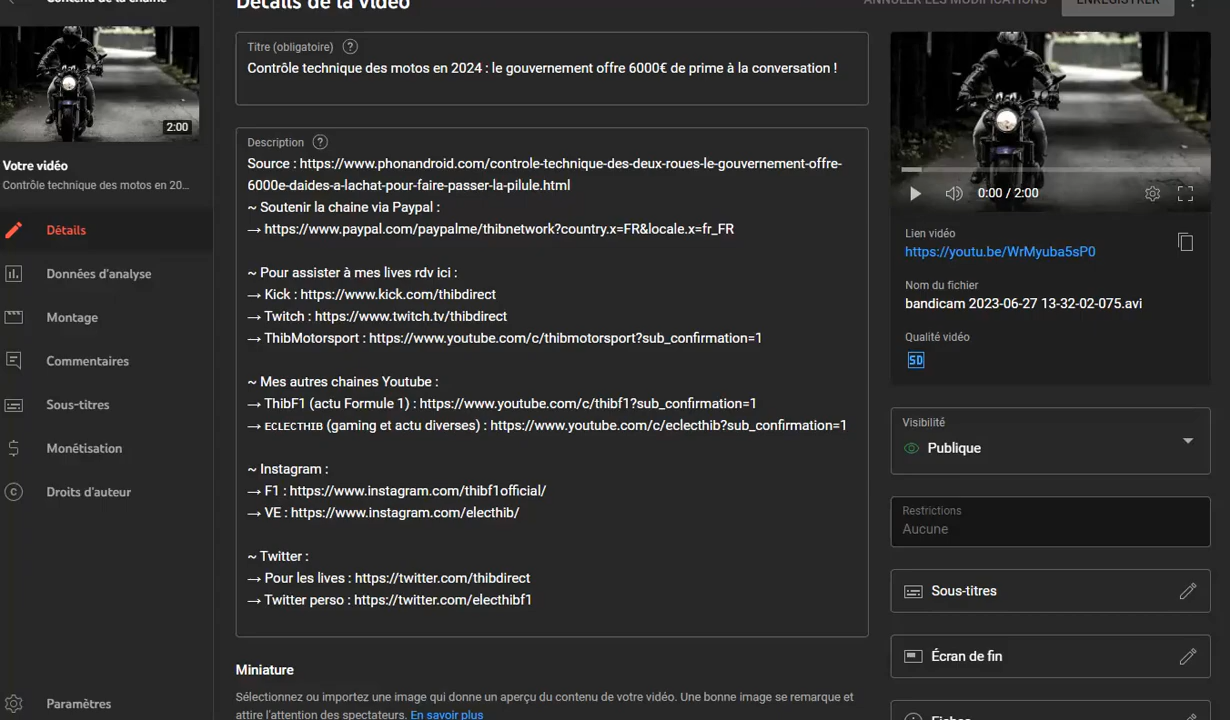 Contenu de la chaîne
2:00
Votre vidéo
Contrôle technique des motos en 20...
Détails
Données d'analyse
Montage
Commentaires
Sous-titres
Monétisation
Droits d'auteur
Paramètres
Détails de la vidéo
ANNULER LES MODIFICATIONS
ENREGISTRER
Titre (obligatoire) ?
Contrôle technique des motos en 2024 : le gouvernement offre 6000€ de prime à la conversation !
Description ?
Source : https://www.phonandroid.com/controle-technique-des-deux-roues-le-gouvernement-offre-
6000e-daides-a-lachat-pour-faire-passer-la-pilule.html
~ Soutenir la chaine via Paypal :
→ https://www.paypal.com/paypalme/thibnetwork?country.x=FR&locale.x=fr_FR
~ Pour assister à mes lives rdv ici :
→ Kick : https://www.kick.com/thibdirect
→ Twitch : https://www.twitch.tv/thibdirect
→ ThibMotorsport : https://www.youtube.com/c/thibmotorsport?sub_confirmation=1
~ Mes autres chaines Youtube :
→ ThibF1 (actu Formule 1) : https://www.youtube.com/c/thibf1?sub_confirmation=1
→ ᴇᴄʟᴇᴄᴛʜɪʙ (gaming et actu diverses) : https://www.youtube.com/c/eclecthib?sub_confirmation=1
~ Instagram :
→ F1 : https://www.instagram.com/thibf1official/
→ VE : https://www.instagram.com/electhib/
~ Twitter :
→ Pour les lives : https://twitter.com/thibdirect
→ Twitter perso : https://twitter.com/electhibf1
Miniature
Sélectionnez ou importez une image qui donne un aperçu du contenu de votre vidéo. Une bonne image se remarque et
attire l'attention des spectateurs. En savoir plus
0:00 / 2:00
Lien vidéo
https://youtu.be/WrMyuba5sP0
Nom du fichier
bandicam 2023-06-27 13-32-02-075.avi
Qualité vidéo
SD
Visibilité
Publique
Restrictions
Aucune
Sous-titres
Écran de fin
Fiches